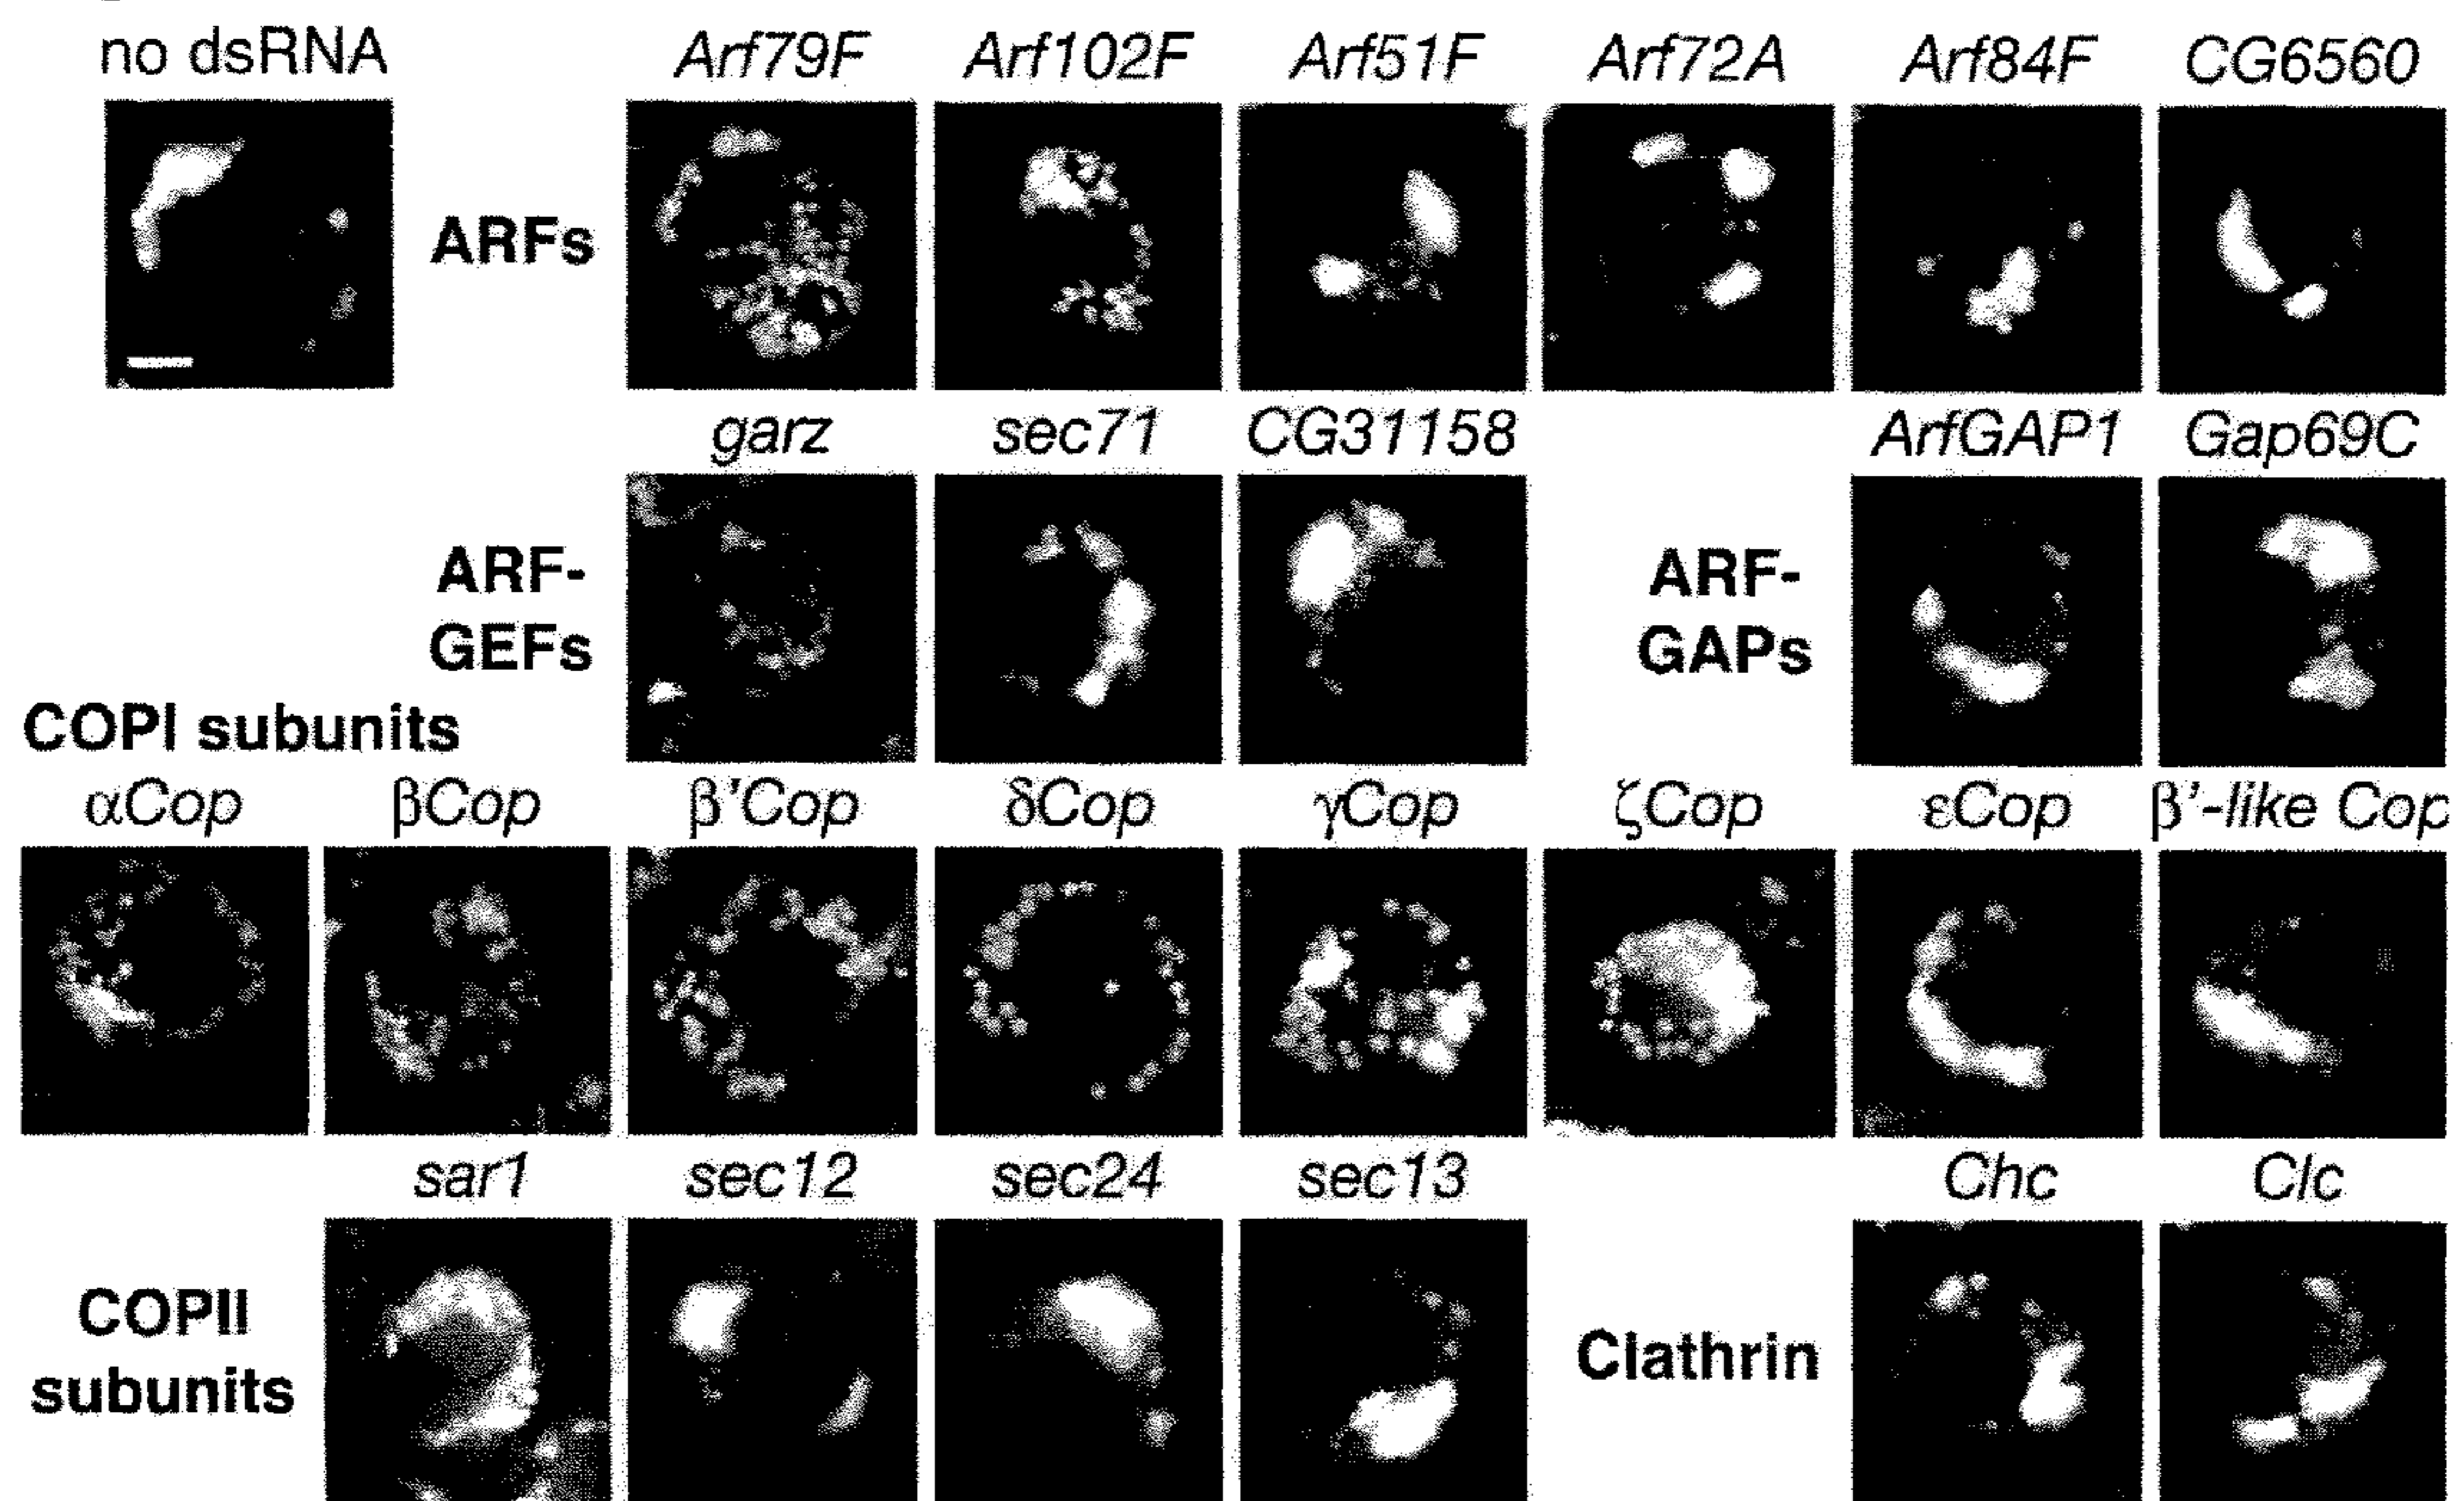 no dsRNA
Arf79F
Arf102F
Arf51F
Arf72A
Arf84F
CG6560
ARFs
garz
sec71
CG31158
ArfGAP1
Gap69C
ARF-
GEFs
ARF-
GAPs
COPI subunits
αCop
βCop
β'Cop
δCop
γCop
ζCop
εCop
β'-like Cop
sar1
sec12
sec24
sec13
Chc
Clc
COPII
subunits
Clathrin